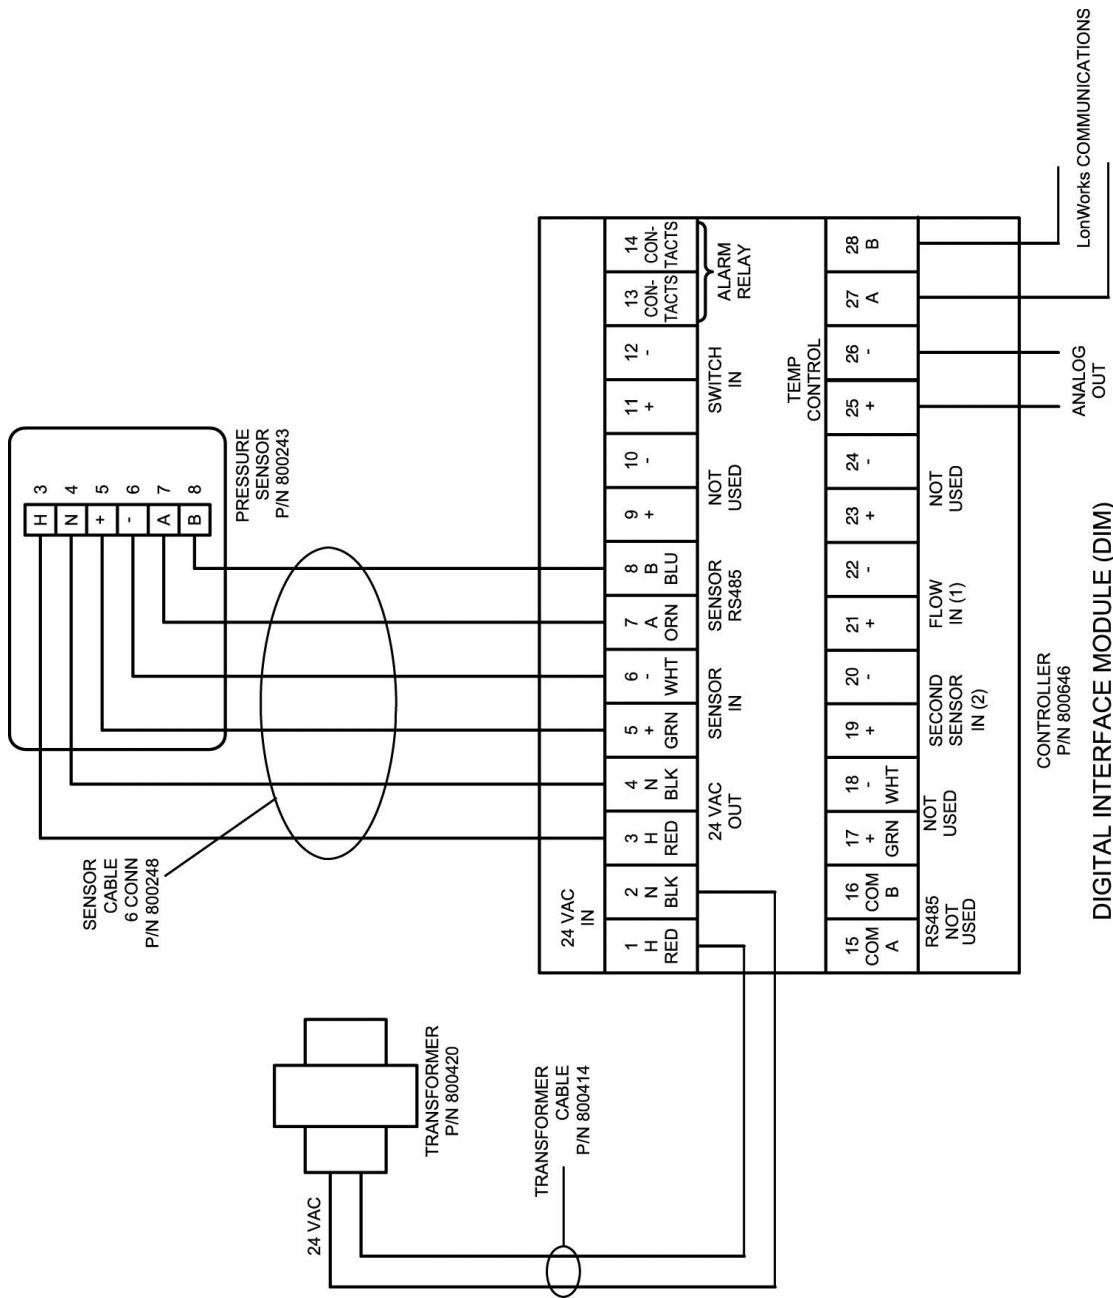 SENSOR
CABLE
6 CONN
P/N 800248
3
4
5
6
7
8
H
N
+
-
A
B
PRESSURE
SENSOR
P/N 800243
24 VAC
TRANSFORMER
P/N 800420
TRANSFORMER
CABLE
P/N 800414
24 VAC
IN
1
H
RED
2
N
BLK
3
H
RED
4
N
BLK
5
+
GRN
6
-
WHT
7
A
ORN
8
B
BLU
9
+
10
-
11
+
12
-
13
CON-
TACTS
14
CON-
TACTS
24 VAC
OUT
SENSOR
IN
SENSOR
RS485
NOT
USED
SWITCH
IN
ALARM
RELAY
TEMP
CONTROL
15
COM
A
16
COM
B
17
+
GRN
18
-
WHT
19
+
20
-
21
+
22
-
23
+
24
-
25
+
26
-
27
A
28
B
RS485
NOT
USED
NOT
USED
SECOND
SENSOR
IN (2)
FLOW
IN (1)
NOT
USED
CONTROLLER
P/N 800646
ANALOG
OUT
LonWorks COMMUNICATIONS
DIGITAL INTERFACE MODULE (DIM)